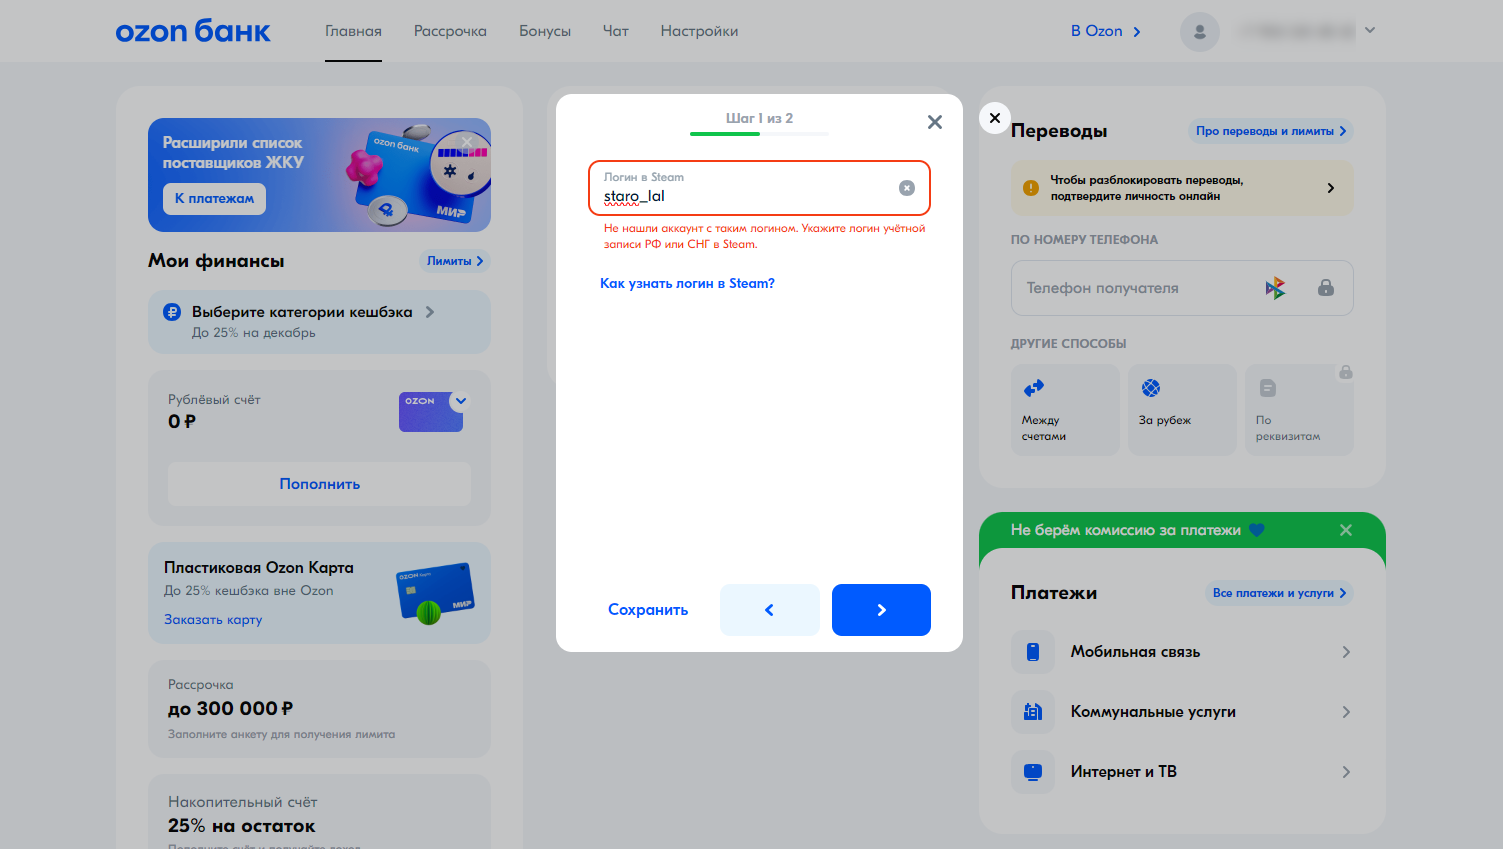 ozon банк
Главная
Рассрочка
Бонусы
Чат
Настройки
В Ozon
Расширили список
поставщиков ЖКУ
К платежам
ozon банк
МИР
Мои финансы
Лимиты
Выберите категории кешбэка
До 25% на декабрь
Рублёвый счёт
0 ₽
OZON
Пополнить
Пластиковая Ozon Карта
До 25% кешбэка вне Ozon
Заказать карту
МИР
Рассрочка
до 300 000 ₽
Заполните анкету для получения лимита
Накопительный счёт
25% на остаток
Шаг 1 из 2
Логин в Steam
staro_lal
Не нашли аккаунт с таким логином. Укажите логин учётной
записи РФ или СНГ в Steam.
Как узнать логин в Steam?
Сохранить
Переводы
Про переводы и лимиты
Чтобы разблокировать переводы,
подтвердите личность онлайн
ПО НОМЕРУ ТЕЛЕФОНА
Телефон получателя
ДРУГИЕ СПОСОБЫ
Между
счетами
За рубеж
По
реквизитам
Не берём комиссию за платежи
Платежи
Все платежи и услуги
Мобильная связь
Коммунальные услуги
Интернет и ТВ